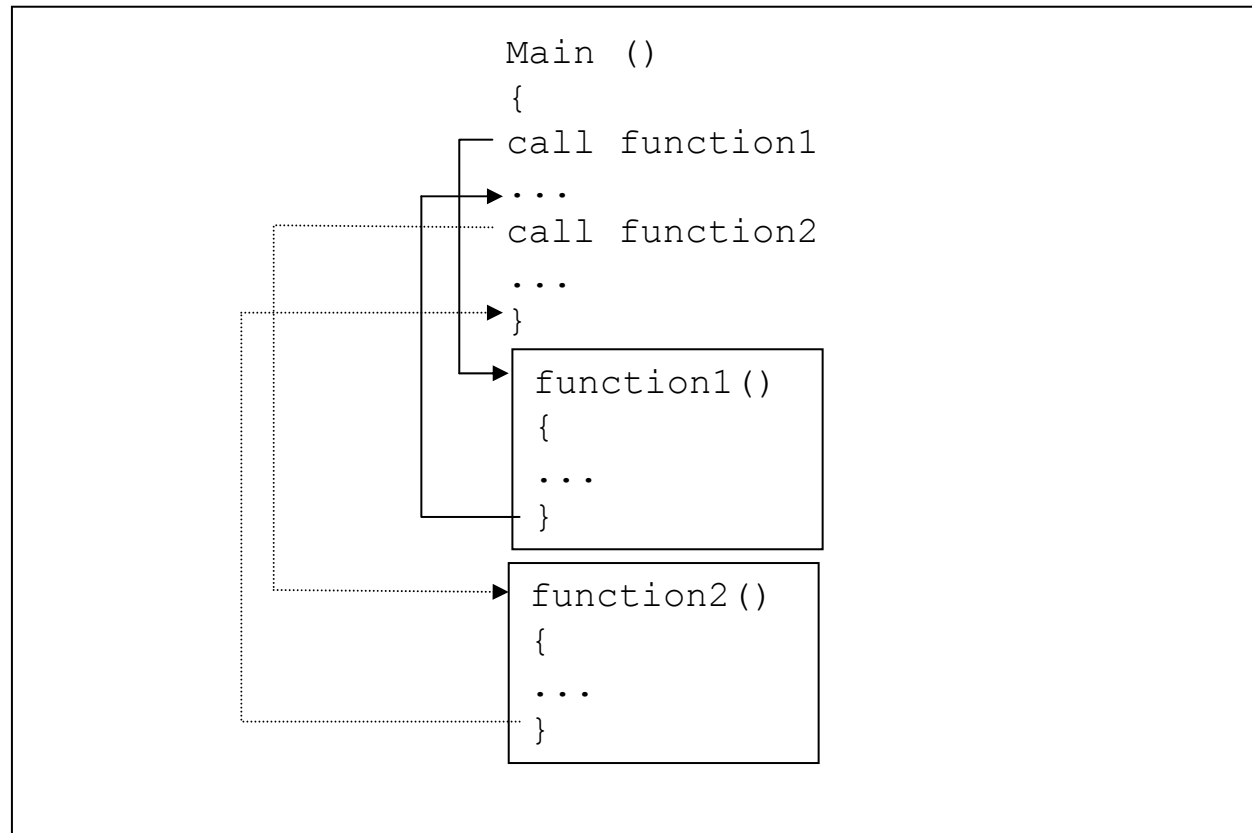 Main ()
{
call function1
...
call function2
...
}
function1()
{
...
}
function2()
{
...
}